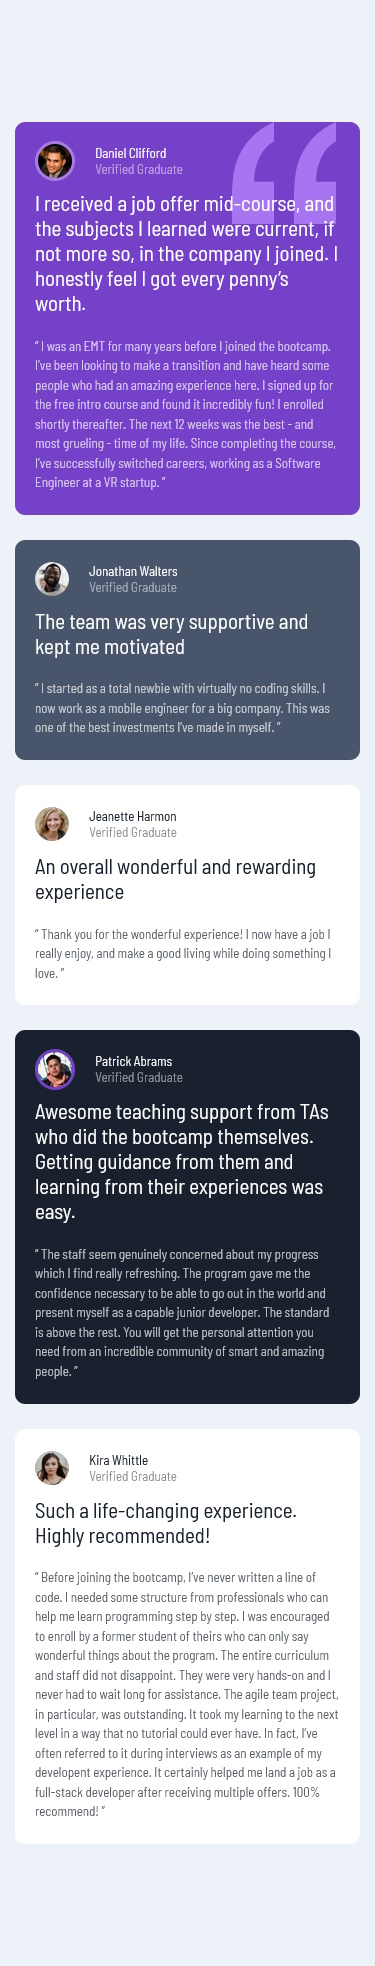 Daniel Clifford
Verified Graduate
I received a job offer mid-course, and
the subjects I learned were current, if
not more so, in the company I joined. I
honestly feel I got every penny’s
worth.
“ I was an EMT for many years before I joined the bootcamp.
I’ve been looking to make a transition and have heard some
people who had an amazing experience here. I signed up for
the free intro course and found it incredibly fun! I enrolled
shortly thereafter. The next 12 weeks was the best - and
most grueling - time of my life. Since completing the course,
I’ve successfully switched careers, working as a Software
Engineer at a VR startup. ”
Jonathan Walters
Verified Graduate
The team was very supportive and
kept me motivated
“ I started as a total newbie with virtually no coding skills. I
now work as a mobile engineer for a big company. This was
one of the best investments I’ve made in myself. ”
Jeanette Harmon
Verified Graduate
An overall wonderful and rewarding
experience
“ Thank you for the wonderful experience! I now have a job I
really enjoy, and make a good living while doing something I
love. ”
Patrick Abrams
Verified Graduate
Awesome teaching support from TAs
who did the bootcamp themselves.
Getting guidance from them and
learning from their experiences was
easy.
“ The staff seem genuinely concerned about my progress
which I find really refreshing. The program gave me the
confidence necessary to be able to go out in the world and
present myself as a capable junior developer. The standard
is above the rest. You will get the personal attention you
need from an incredible community of smart and amazing
people. ”
Kira Whittle
Verified Graduate
Such a life-changing experience.
Highly recommended!
“ Before joining the bootcamp, I’ve never written a line of
code. I needed some structure from professionals who can
help me learn programming step by step. I was encouraged
to enroll by a former student of theirs who can only say
wonderful things about the program. The entire curriculum
and staff did not disappoint. They were very hands-on and I
never had to wait long for assistance. The agile team project,
in particular, was outstanding. It took my learning to the next
level in a way that no tutorial could ever have. In fact, I’ve
often referred to it during interviews as an example of my
developent experience. It certainly helped me land a job as a
full-stack developer after receiving multiple offers. 100%
recommend! ”